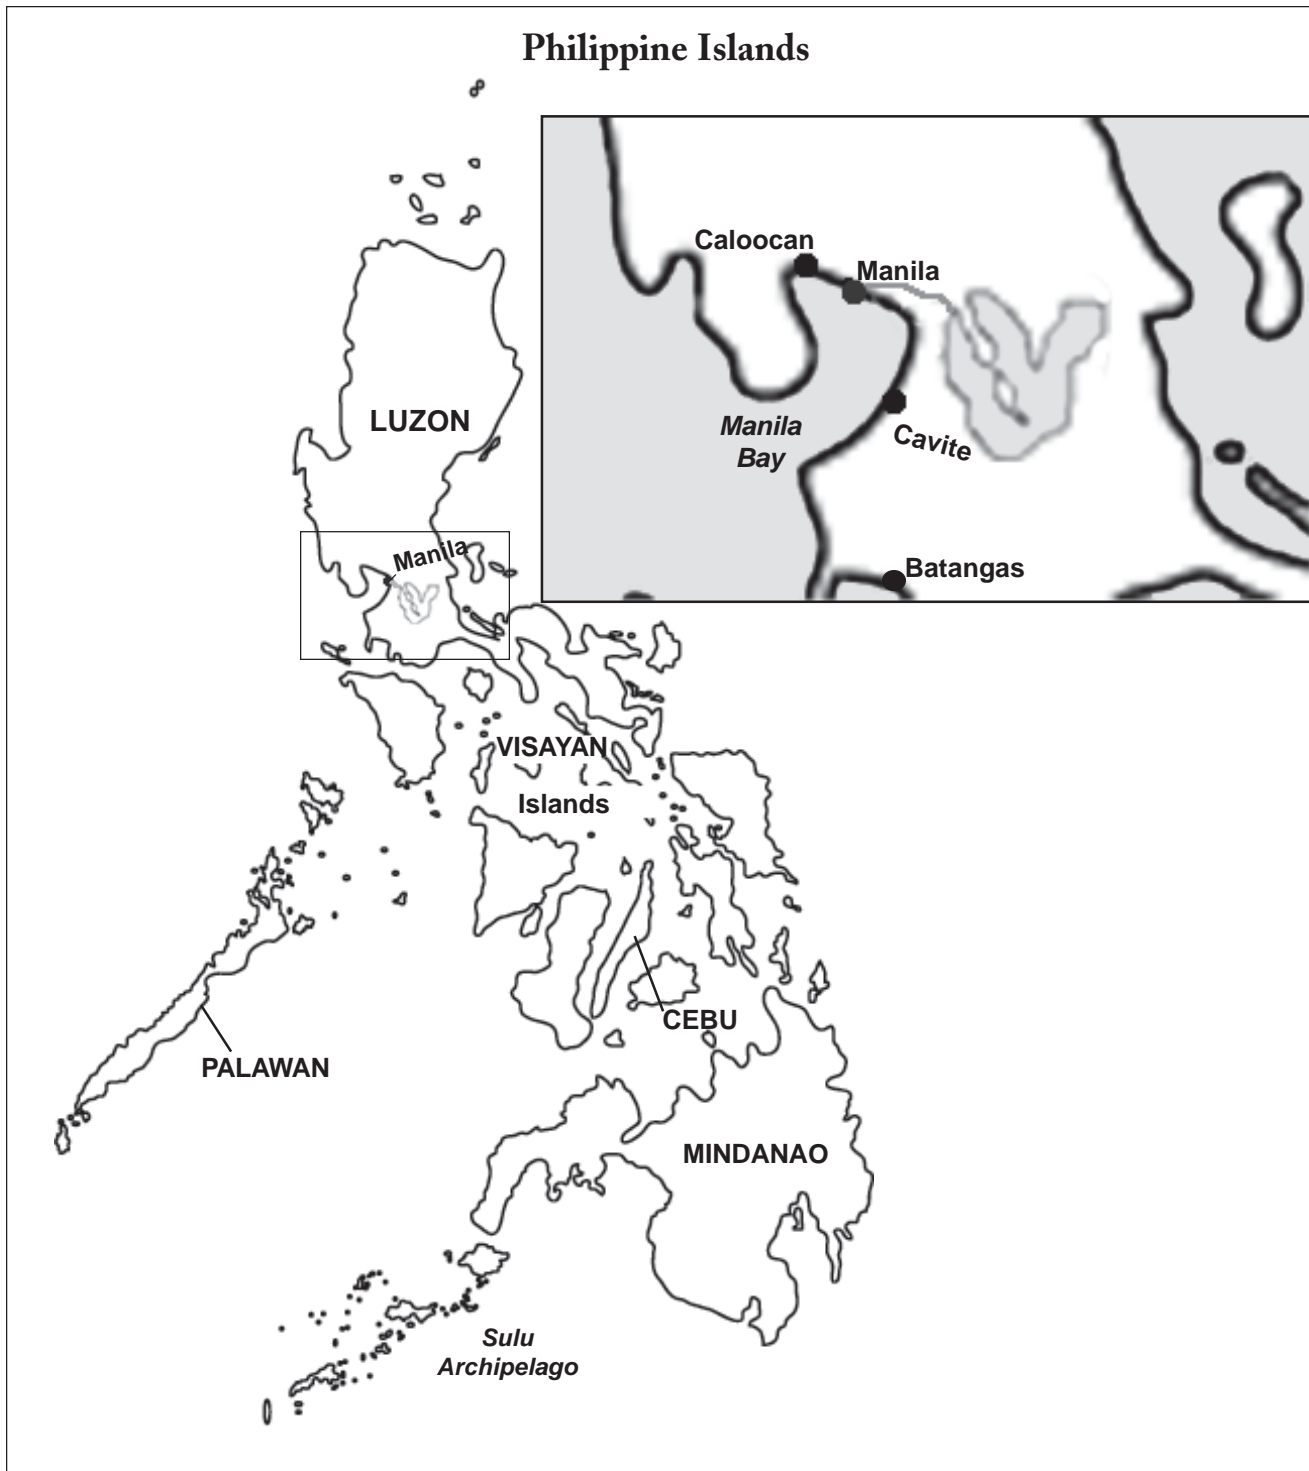 Philippine Islands
Caloocan
Manila
Manila
Bay
Cavite
Batangas
LUZON
Manila
VISAYAN
Islands
CEBU
PALAWAN
MINDANAO
Sulu
Archipelago